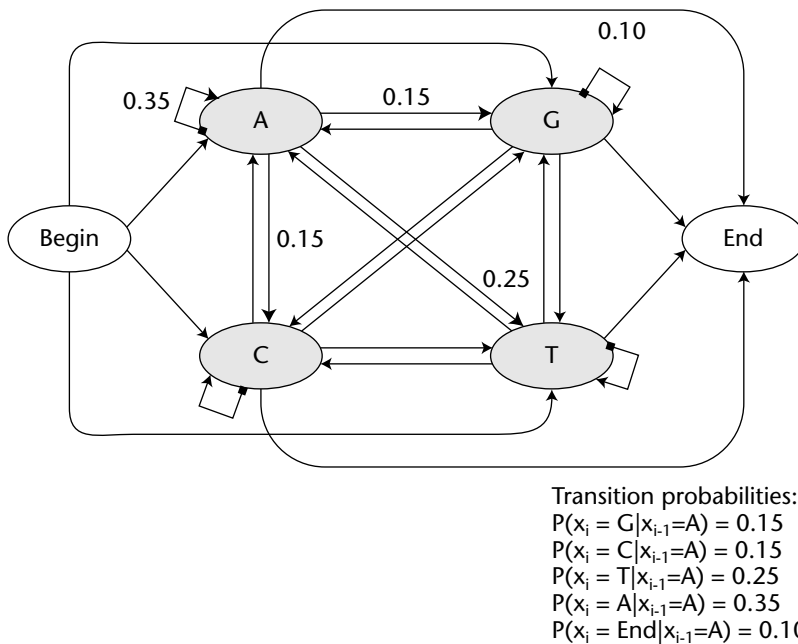 0.10
0.35
A
0.15
G
Begin
0.15
End
0.25
C
T
Transition probabilities:
P(xᵢ = G|xᵢ₋₁=A) = 0.15
P(xᵢ = C|xᵢ₋₁=A) = 0.15
P(xᵢ = T|xᵢ₋₁=A) = 0.25
P(xᵢ = A|xᵢ₋₁=A) = 0.35
P(xᵢ = End|xᵢ₋₁=A) = 0.10